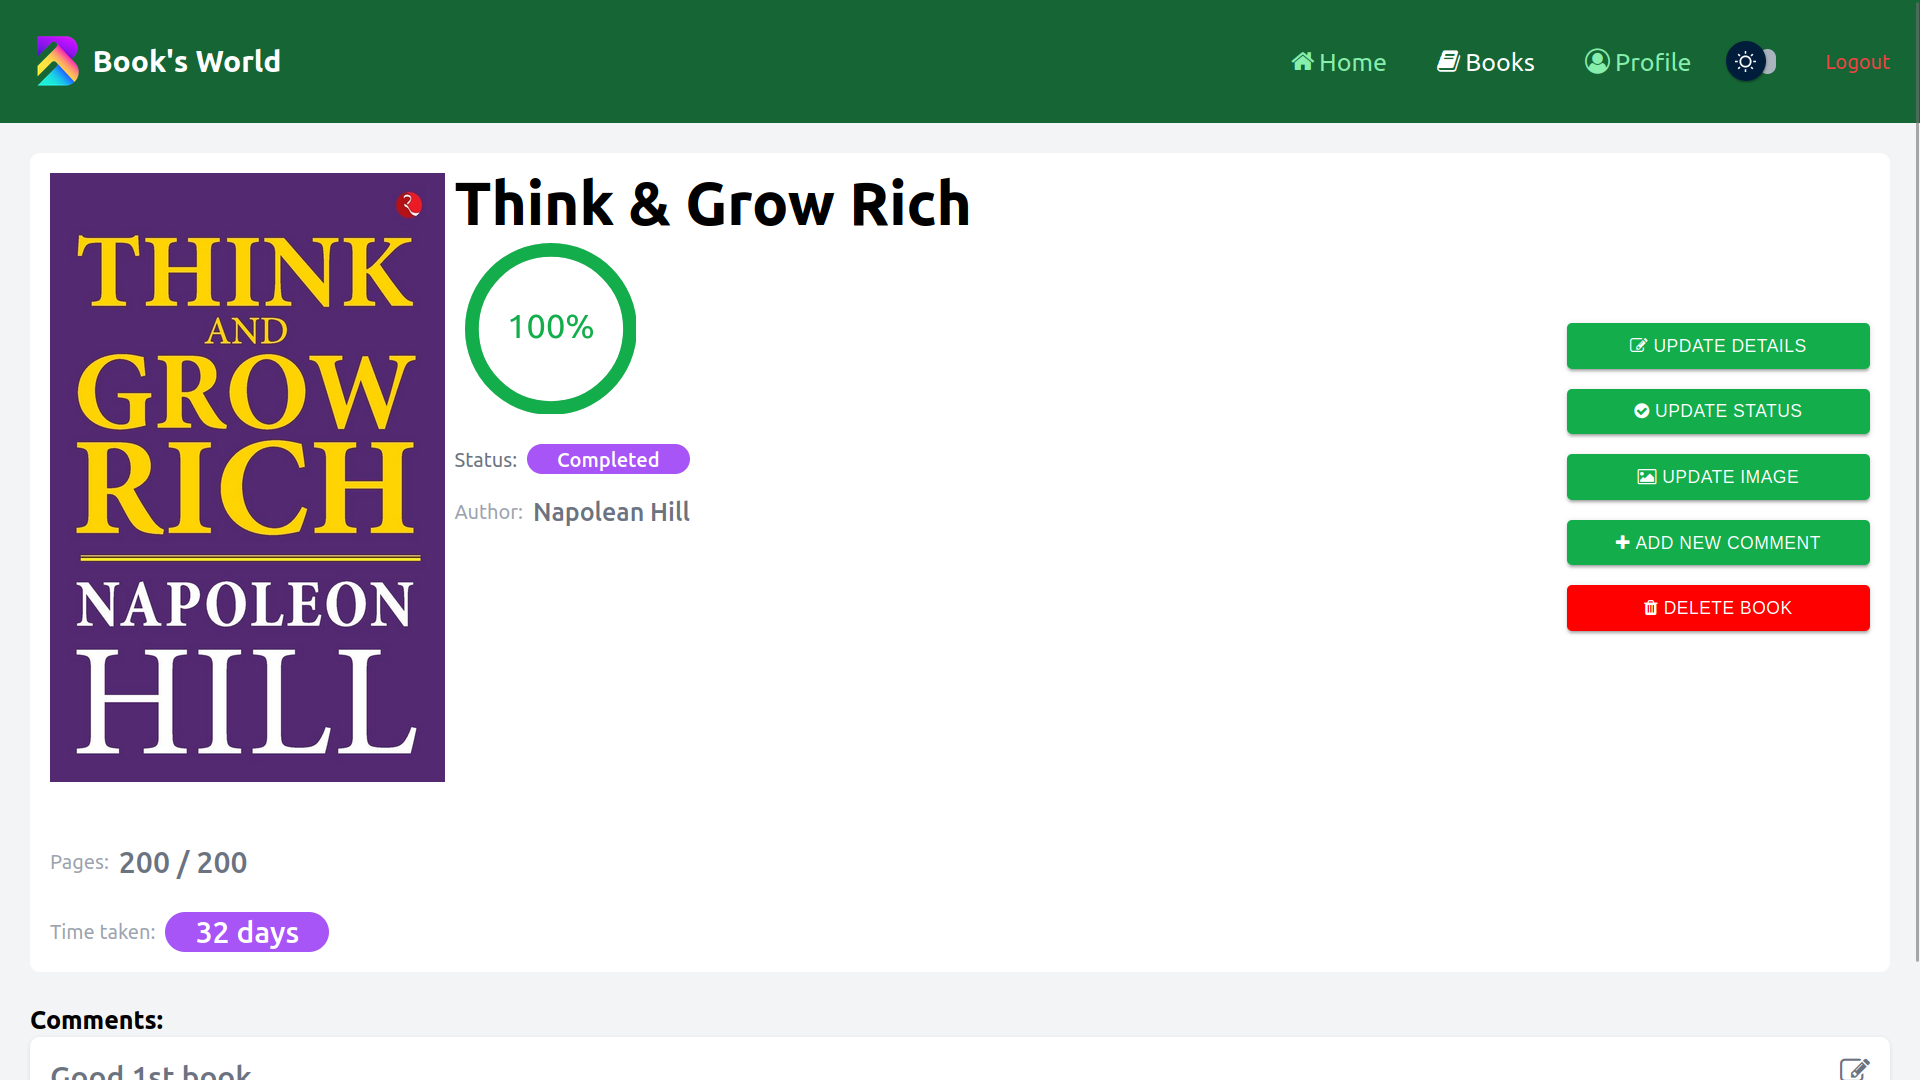 Book's World
Home
Books
Profile
Logout
THINK
AND
GROW
RICH
NAPOLEON
HILL
Think & Grow Rich
100%
Status: Completed
Author: Napolean Hill
UPDATE DETAILS
UPDATE STATUS
UPDATE IMAGE
ADD NEW COMMENT
DELETE BOOK
Pages: 200 / 200
Time taken: 32 days
Comments:
Good 1st book